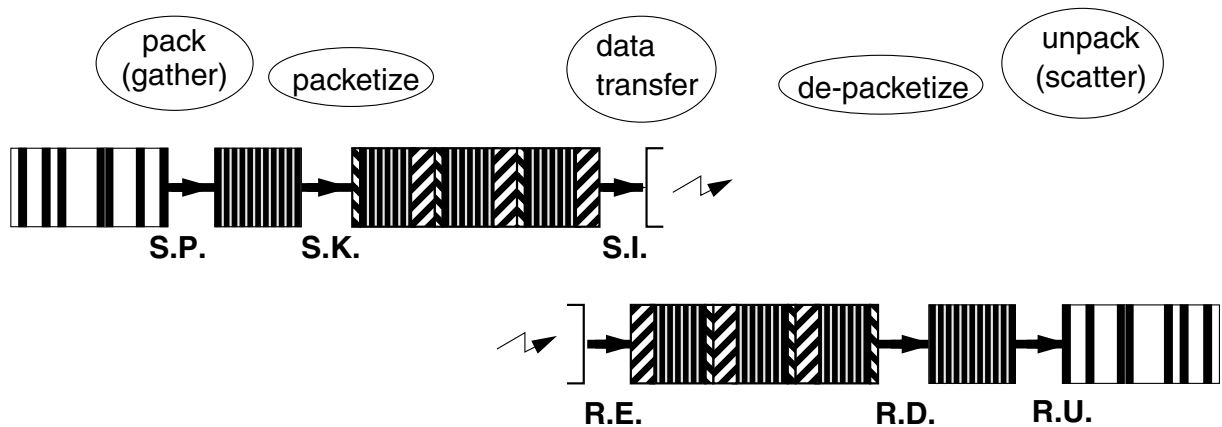 pack
(gather)
packetize
data
transfer
de-packetize
unpack
(scatter)
S.P.
S.K.
S.I.
R.E.
R.D.
R.U.